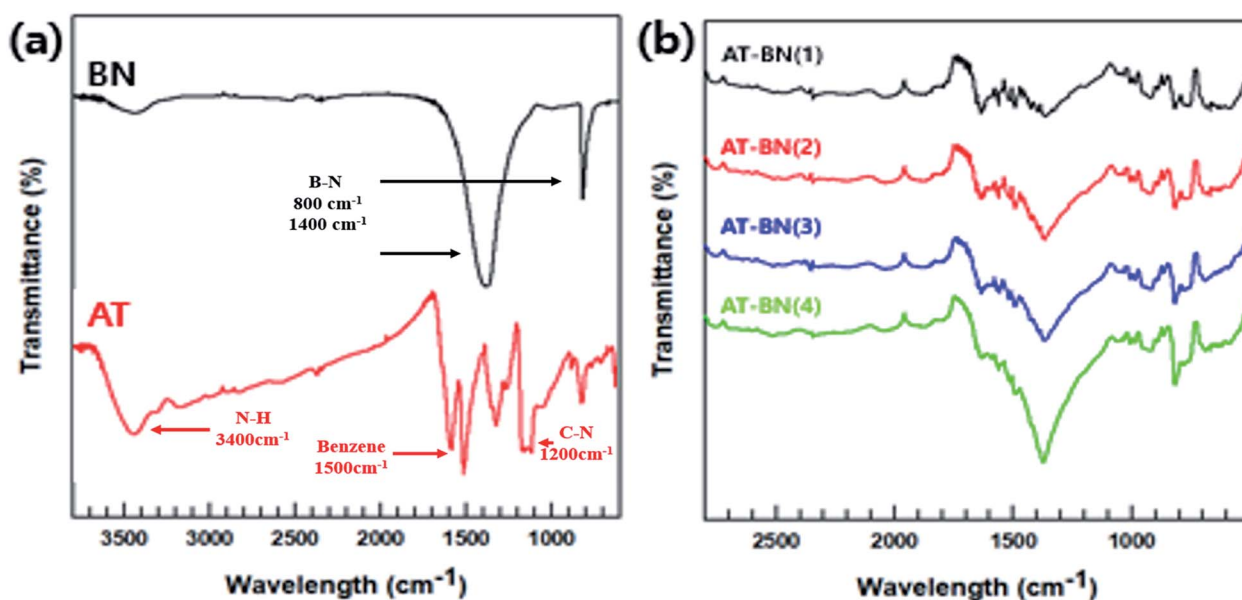 (a)
BN
B-N
800 cm⁻¹
1400 cm⁻¹
AT
N-H
3400cm⁻¹
Benzene
1500cm⁻¹
C-N
1200cm⁻¹
Transmittance (%)
3500 3000 2500 2000 1500 1000
Wavelength (cm⁻¹)
(b)
AT-BN(1)
AT-BN(2)
AT-BN(3)
AT-BN(4)
Transmittance (%)
2500 2000 1500 1000
Wavelength (cm⁻¹)